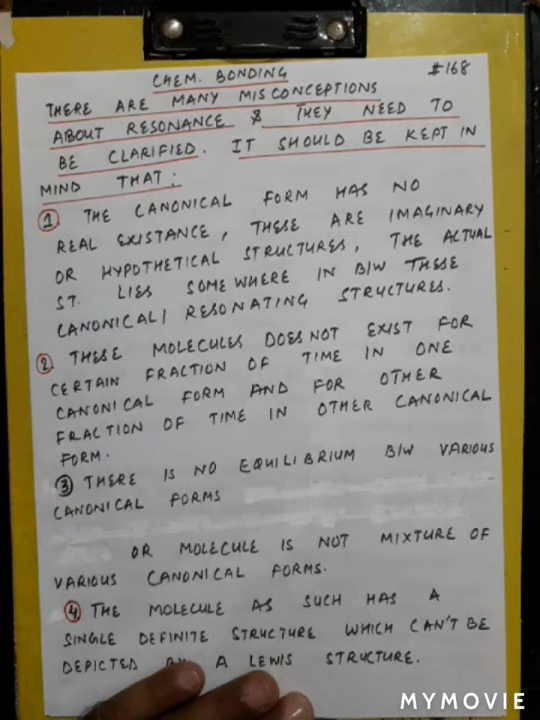 CHEM. BONDING #168
THERE ARE MANY MISCONCEPTIONS
ABOUT RESONANCE & THEY NEED TO
BE CLARIFIED. IT SHOULD BE KEPT IN
MIND THAT:
1. THE CANONICAL FORM HAS NO
REAL EXISTANCE, THESE ARE IMAGINARY
OR HYPOTHETICAL STRUCTURES, THE ACTUAL
ST. LIES SOMEWHERE IN B/W THESE
CANONICAL/RESONATING STRUCTURES.
2. THESE MOLECULES DOES NOT EXIST FOR
CERTAIN FRACTION OF TIME IN ONE
CANONICAL FORM AND FOR OTHER
FRACTION OF TIME IN OTHER CANONICAL
FORM.
3 THERE IS NO EQUILIBRIUM B/W VARIOUS
CANONICAL FORMS
OR MOLECULE IS NOT MIXTURE OF
VARIOUS CANONICAL FORMS.
4 THE MOLECULE AS SUCH HAS A
SINGLE DEFINITE STRUCTURE WHICH CAN'T BE
DEPICTED BY A LEWIS STRUCTURE.
MYMOVIE